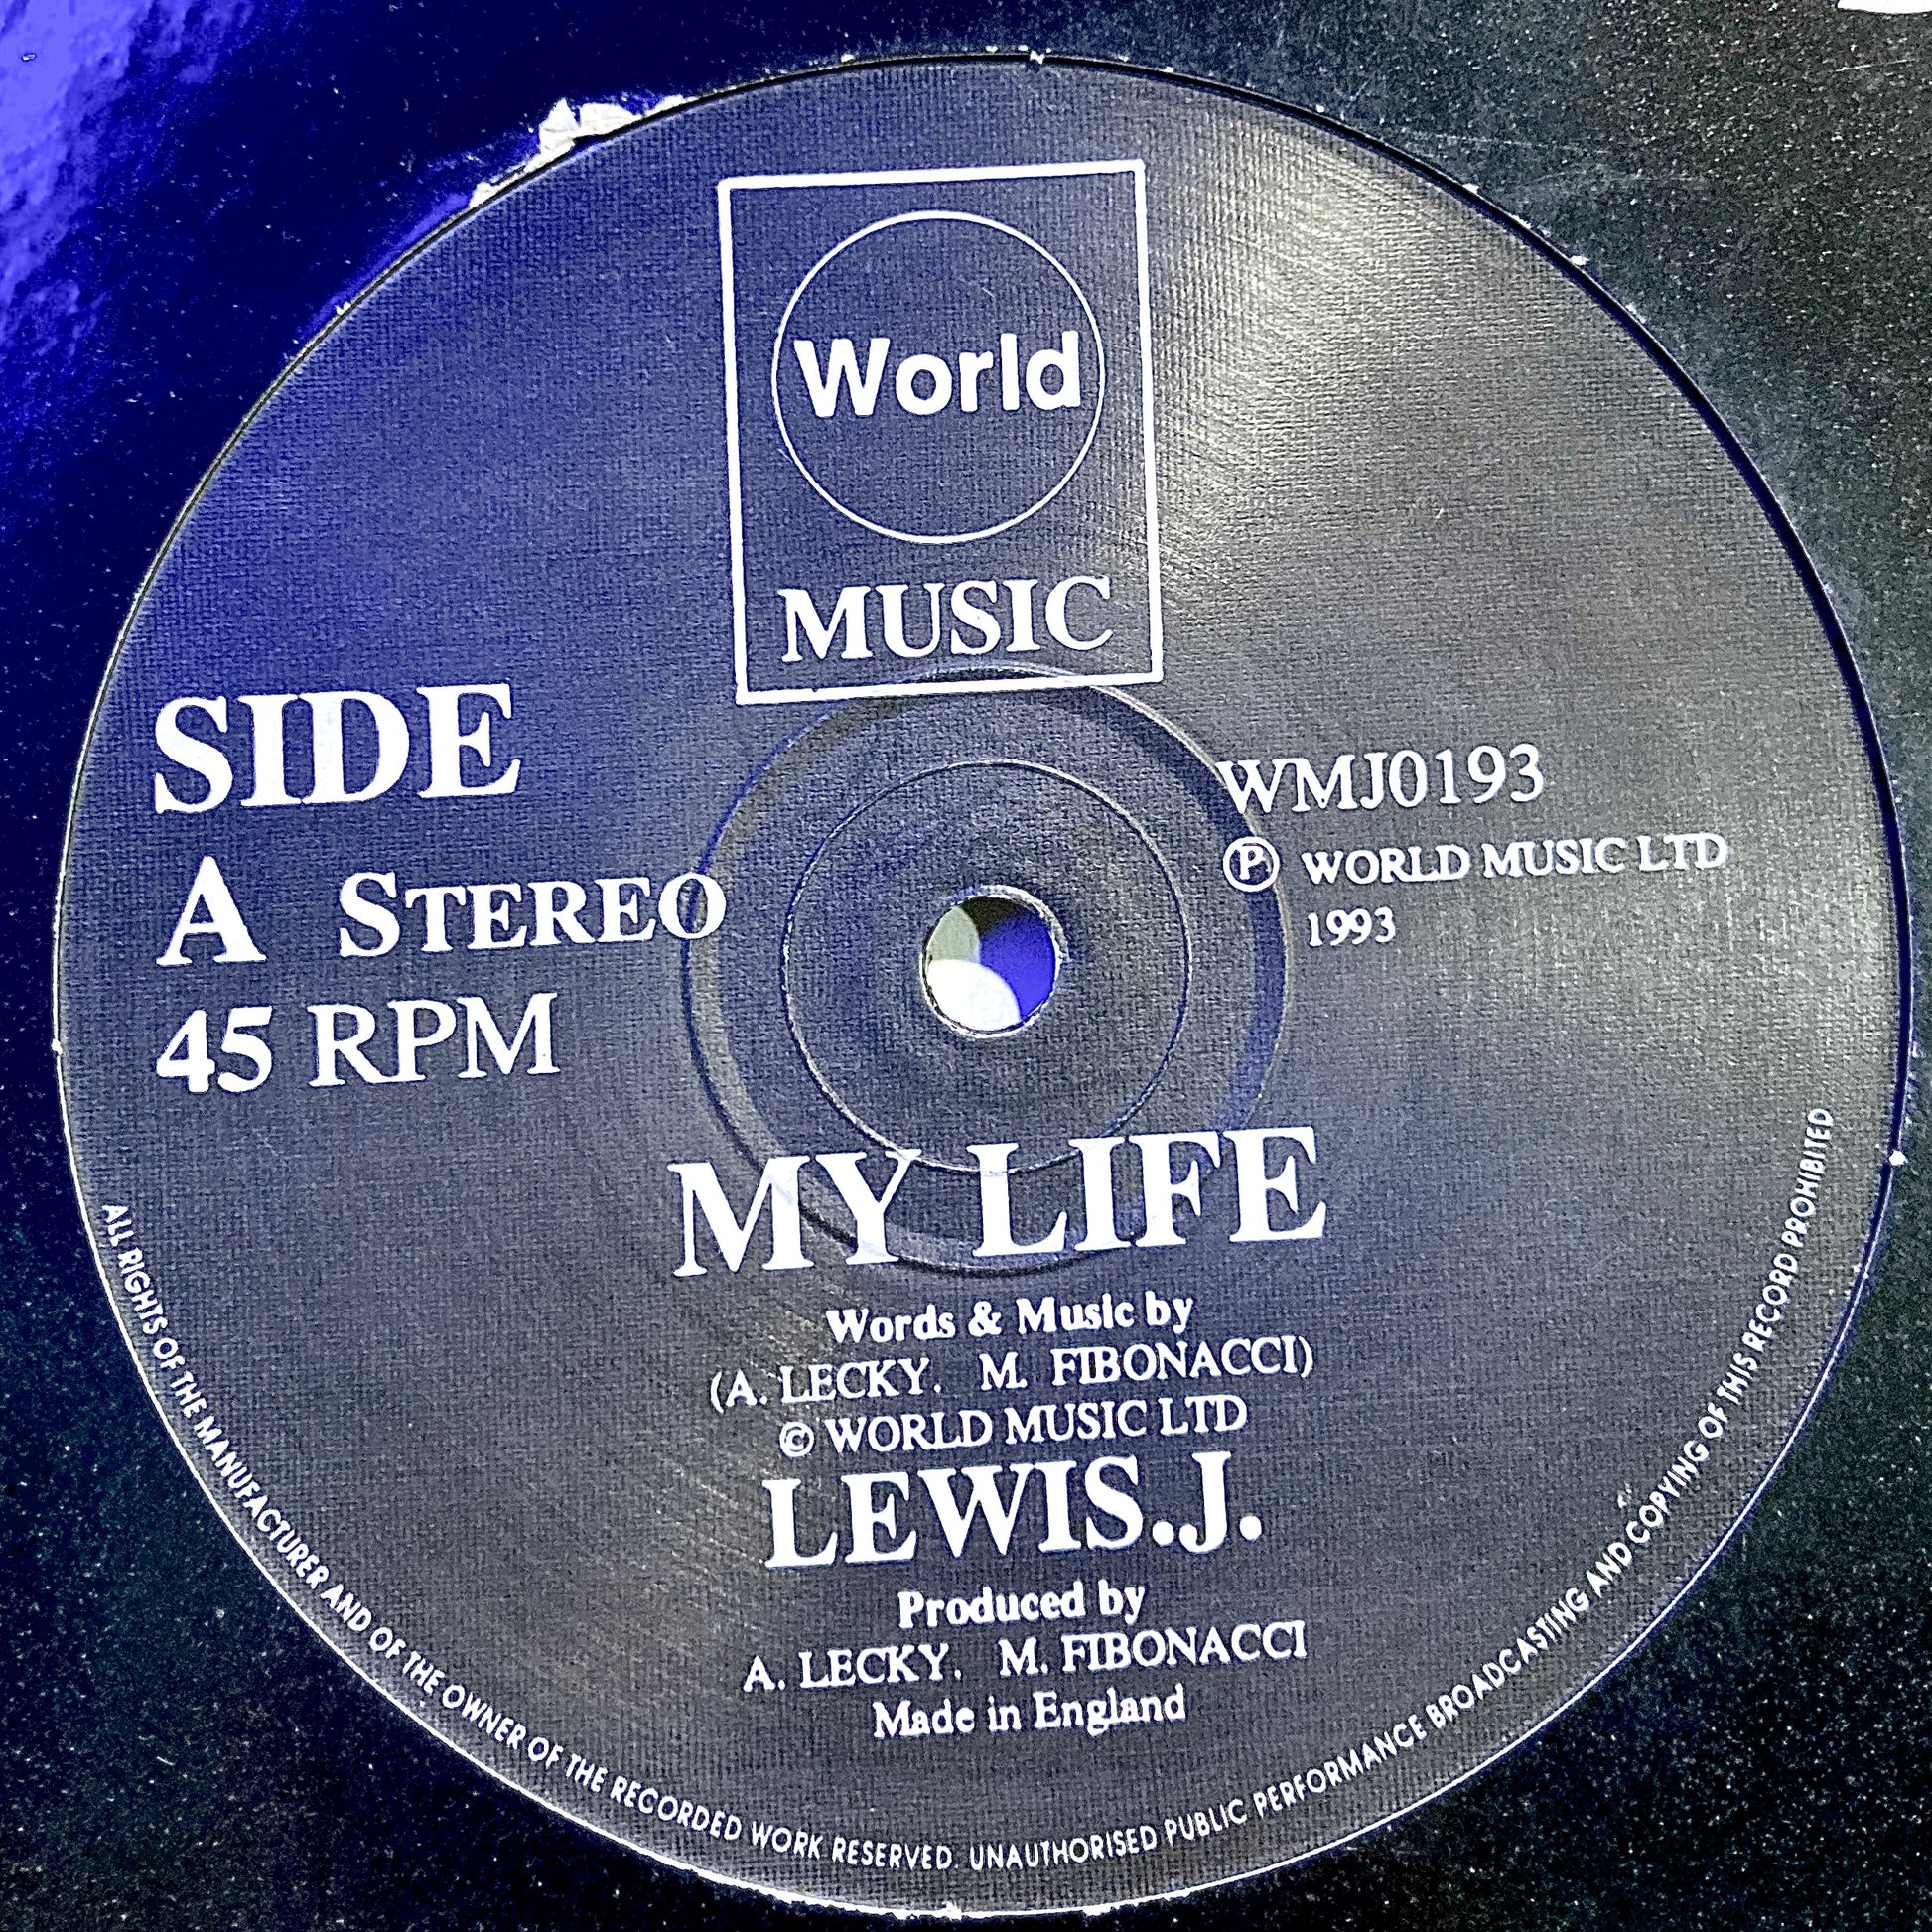 World
MUSIC
SIDE
A STEREO
45 RPM
WMJ0193
Ⓟ WORLD MUSIC LTD
1993
MY LIFE
Words & Music by
(A. LECKY. M. FIBONACCI)
© WORLD MUSIC LTD
LEWIS.J.
Produced by
A. LECKY. M. FIBONACCI
Made in England
ALL RIGHTS OF THE MANUFACTURER AND OF THE OWNER OF THE RECORDED WORK RESERVED. UNAUTHORISED PUBLIC PERFORMANCE BROADCASTING AND COPYING OF THIS RECORD PROHIBITED